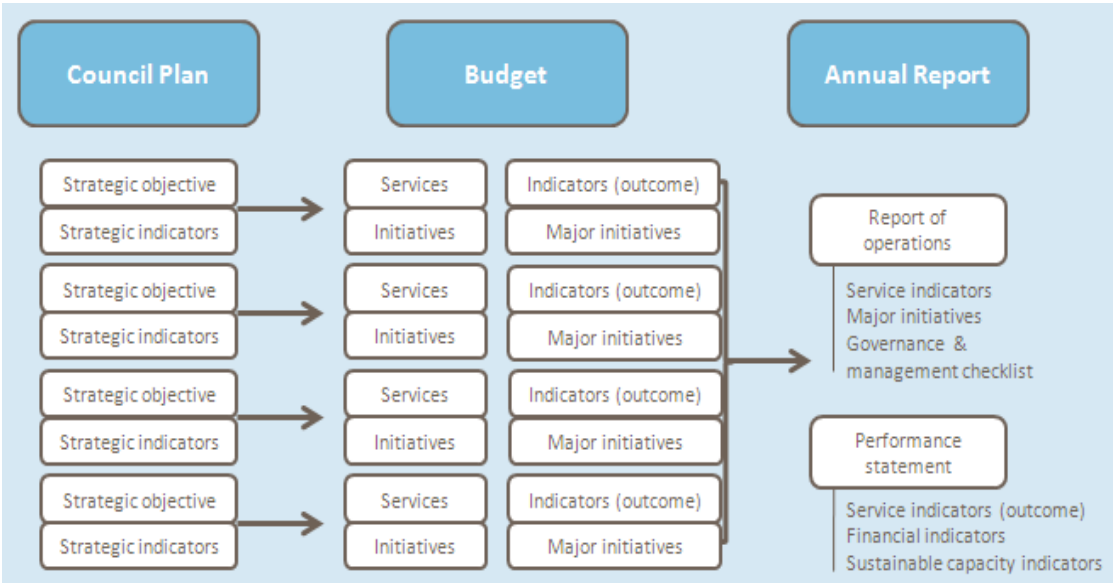 Council Plan
Budget
Annual Report
Strategic objective
Strategic indicators
Services
Initiatives
Indicators (outcome)
Major initiatives
Strategic objective
Strategic indicators
Services
Initiatives
Indicators (outcome)
Major initiatives
Strategic objective
Strategic indicators
Services
Initiatives
Indicators (outcome)
Major initiatives
Strategic objective
Strategic indicators
Services
Initiatives
Indicators (outcome)
Major initiatives
Report of
operations
Service indicators
Major initiatives
Governance &
management checklist
Performance
statement
Service indicators (outcome)
Financial indicators
Sustainable capacity indicators